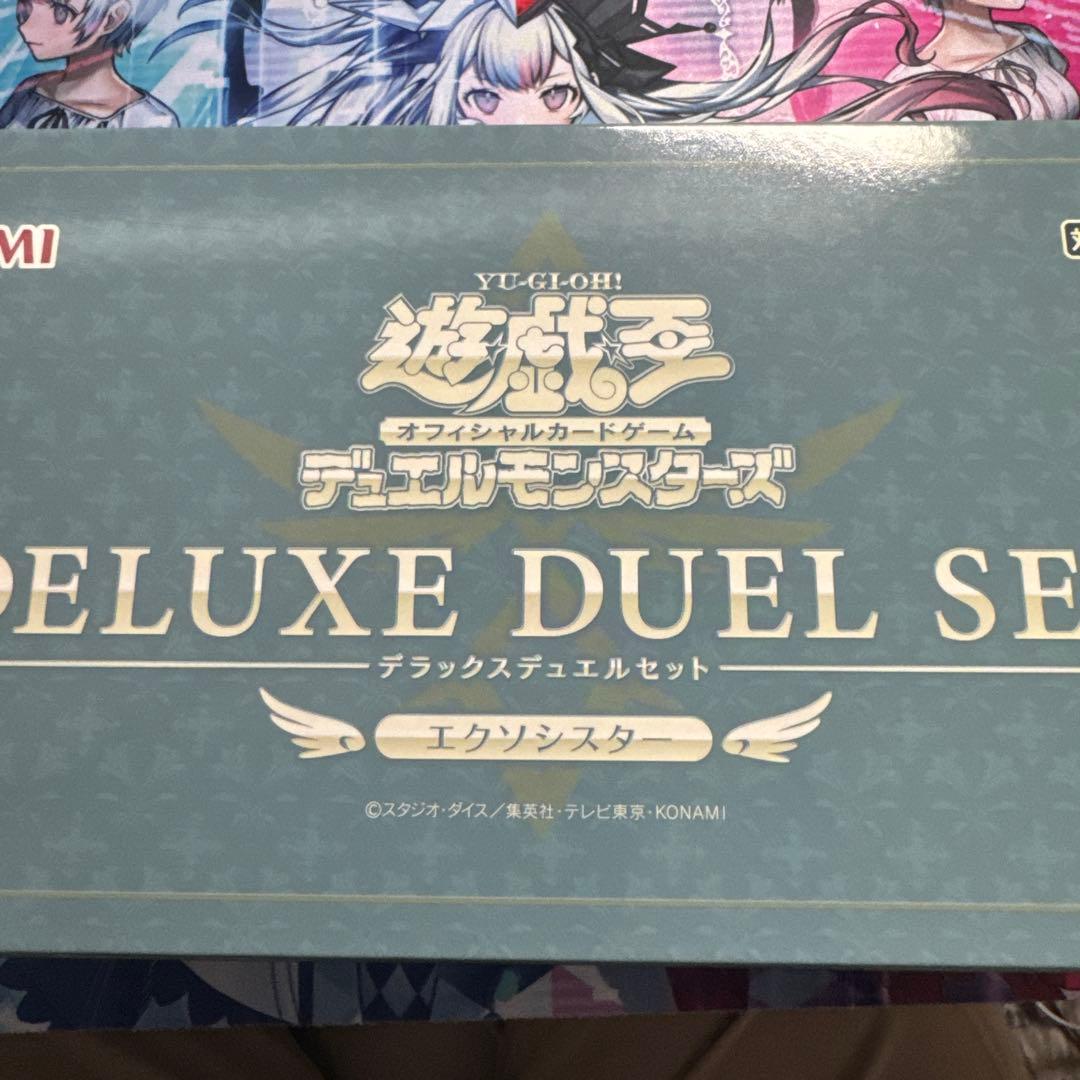 AMI
対
YU-GI-OH!
遊☆戯☆王
オフィシャルカードゲーム
デュエルモンスターズ
DELUXE DUEL SE
デラックスデュエルセット
エクソシスター
©スタジオ・ダイス／集英社・テレビ東京・KONAMI